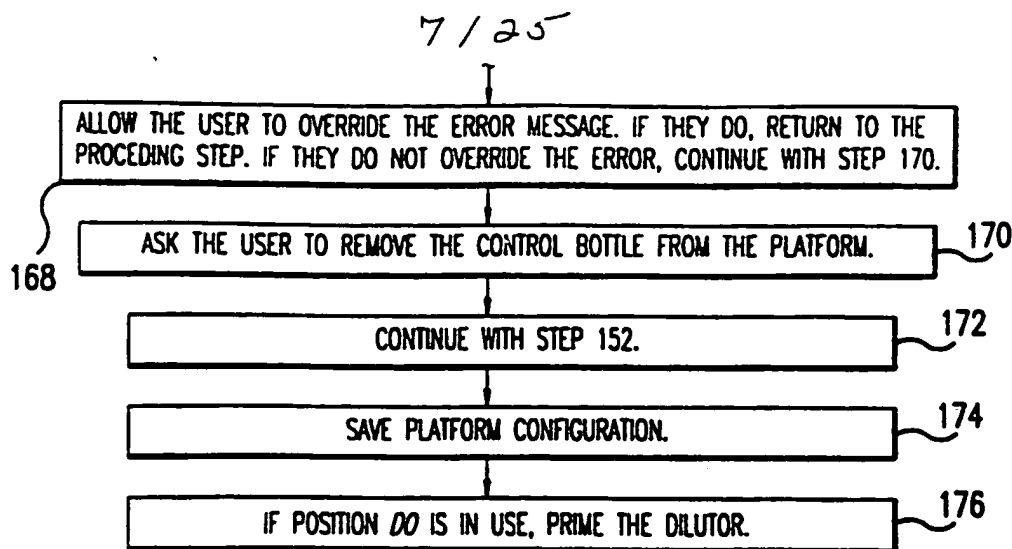 7/25
ALLOW THE USER TO OVERRIDE THE ERROR MESSAGE. IF THEY DO, RETURN TO THE
PROCEDING STEP. IF THEY DO NOT OVERRIDE THE ERROR, CONTINUE WITH STEP 170.
168
ASK THE USER TO REMOVE THE CONTROL BOTTLE FROM THE PLATFORM.
170
CONTINUE WITH STEP 152.
172
SAVE PLATFORM CONFIGURATION.
174
IF POSITION DO IS IN USE, PRIME THE DILUTOR.
176